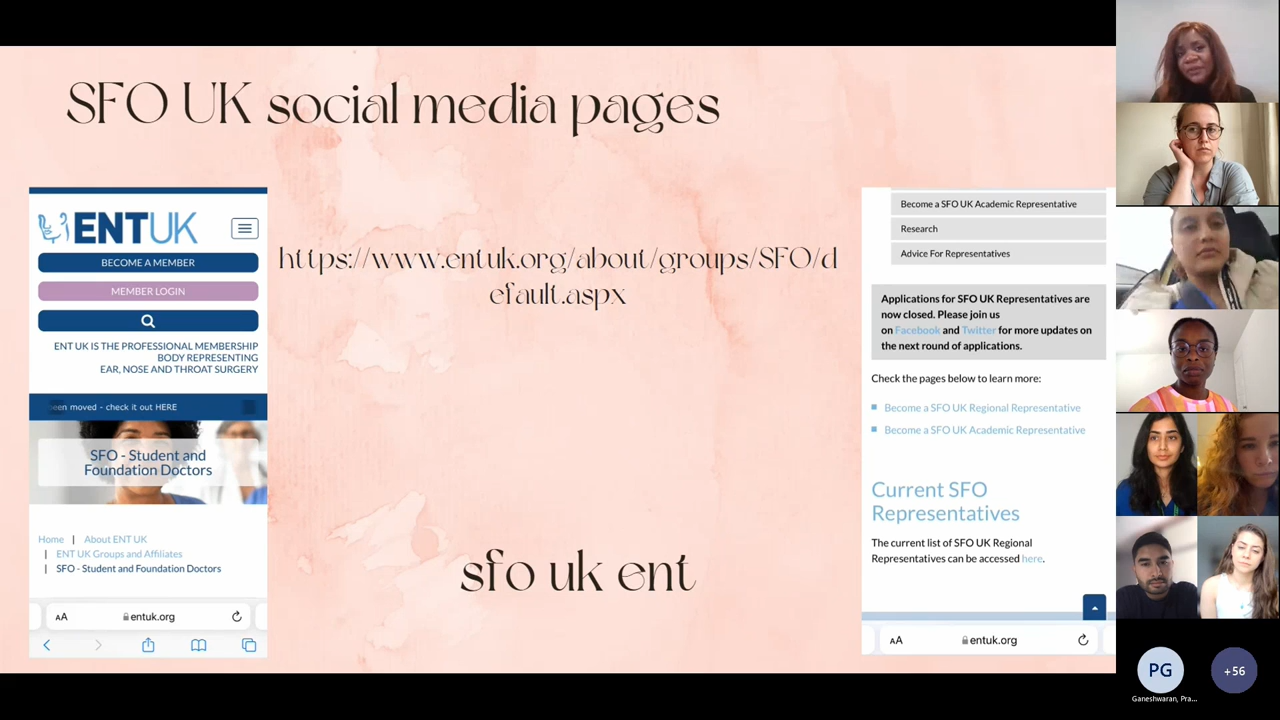 SFO UK social media pages
ENTUK
BECOME A MEMBER
MEMBER LOGIN
ENT UK IS THE PROFESSIONAL MEMBERSHIP
BODY REPRESENTING
EAR, NOSE AND THROAT SURGERY
een moved - check it out HERE
SFO - Student and
Foundation Doctors
Home | About ENT UK
| ENT UK Groups and Affiliates
| SFO - Student and Foundation Doctors
AA entuk.org
https://www.entuk.org/about/groups/SFO/d
efault.aspx
sfo uk ent
Become a SFO UK Academic Representative
Research
Advice For Representatives
Applications for SFO UK Representatives are
now closed. Please join us
on Facebook and Twitter for more updates on
the next round of applications.
Check the pages below to learn more:
Become a SFO UK Regional Representative
Become a SFO UK Academic Representative
Current SFO
Representatives
The current list of SFO UK Regional
Representatives can be accessed here.
AA entuk.org
PG
+56
Ganeshwaran, Pra...